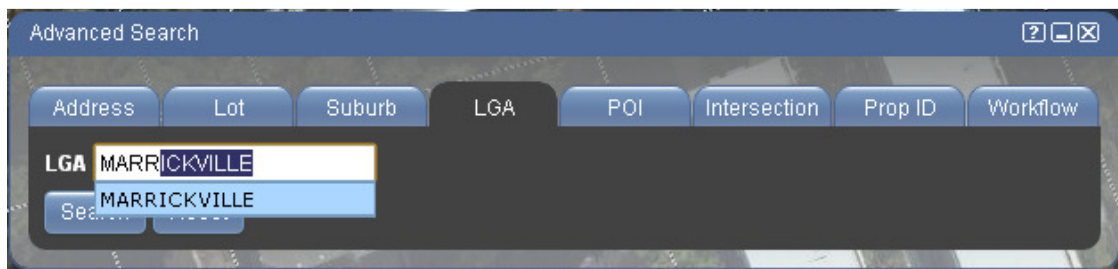 Advanced Search
Address Lot Suburb LGA POI Intersection Prop ID Workflow
LGA MARRICKVILLE
MARRICKVILLE